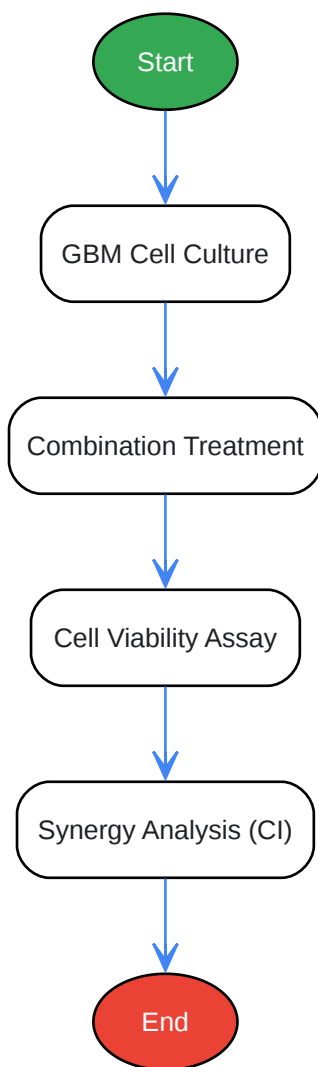 Start
GBM Cell Culture
Combination Treatment
Cell Viability Assay
Synergy Analysis (CI)
End